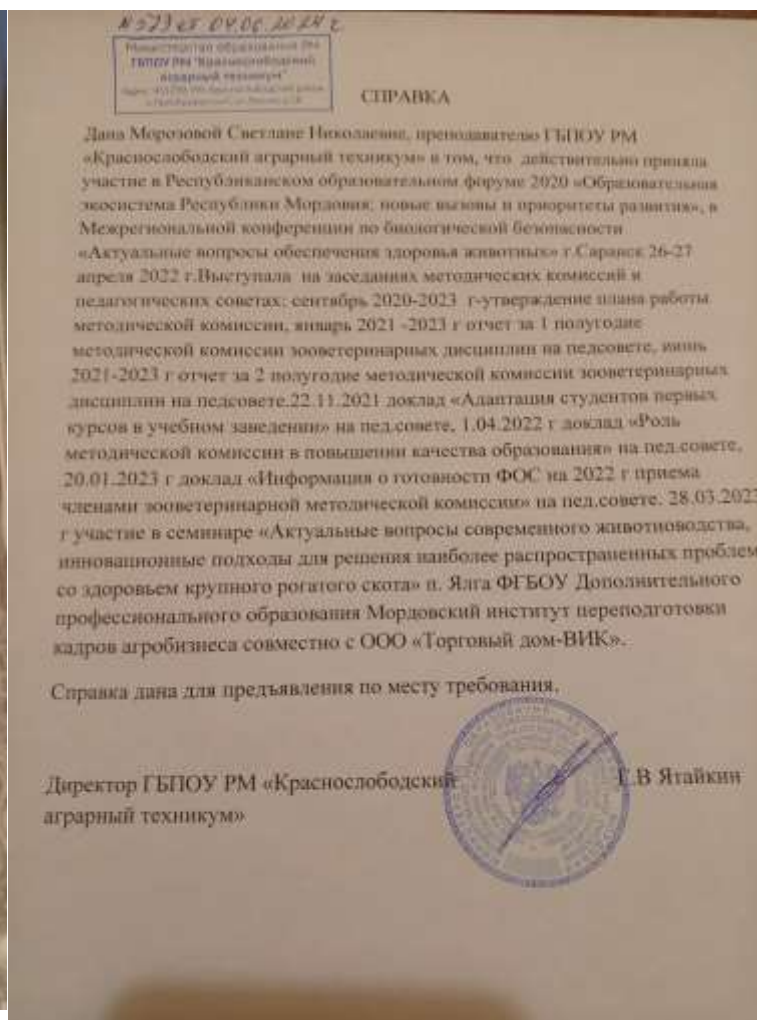 № 273 от 04.06.2024 г
Министерство образования РМ
ГБПОУ РМ "Краснослободский
аграрный техникум"
СПРАВКА
Дана Морозовой Светлане Николаевне, преподавателю ГБПОУ РМ
«Краснослободский аграрный техникум» в том, что действительно приняла
участие в Республиканском образовательном форуме 2020 «Образовательная
экосистема Республики Мордовия: новые вызовы и приоритеты развития», в
Межрегиональной конференции по биологической безопасности
«Актуальные вопросы обеспечения здоровья животных» г.Саранск 26-27
апреля 2022 г.Выступала на заседаниях методических комиссий и
педагогических советах: сентябрь 2020-2023 г-утверждение плана работы
методической комиссии, январь 2021 -2023 г отчет за 1 полугодие
методической комиссии зооветеринарных дисциплин на педсовете, июнь
2021-2023 г отчет за 2 полугодие методической комиссии зооветеринарных
дисциплин на педсовете.22.11.2021 доклад «Адаптация студентов первых
курсов в учебном заведении» на пед.совете, 1.04.2022 г доклад «Роль
методической комиссии в повышении качества образования» на пед.совете,
20.01.2023 г доклад «Информация о готовности ФОС на 2022 г приема
членами зооветеринарной методической комиссии» на пед.совете. 28.03.2023
г участие в семинаре «Актуальные вопросы современного животноводства,
инновационные подходы для решения наиболее распространенных проблем
со здоровьем крупного рогатого скота» п. Ялга ФГБОУ Дополнительного
профессионального образования Мордовский институт переподготовки
кадров агробизнеса совместно с ООО «Торговый дом-ВИК».
Справка дана для предъявления по месту требования.
Директор ГБПОУ РМ «Краснослободский
аграрный техникум»
Е.В Ятайкин